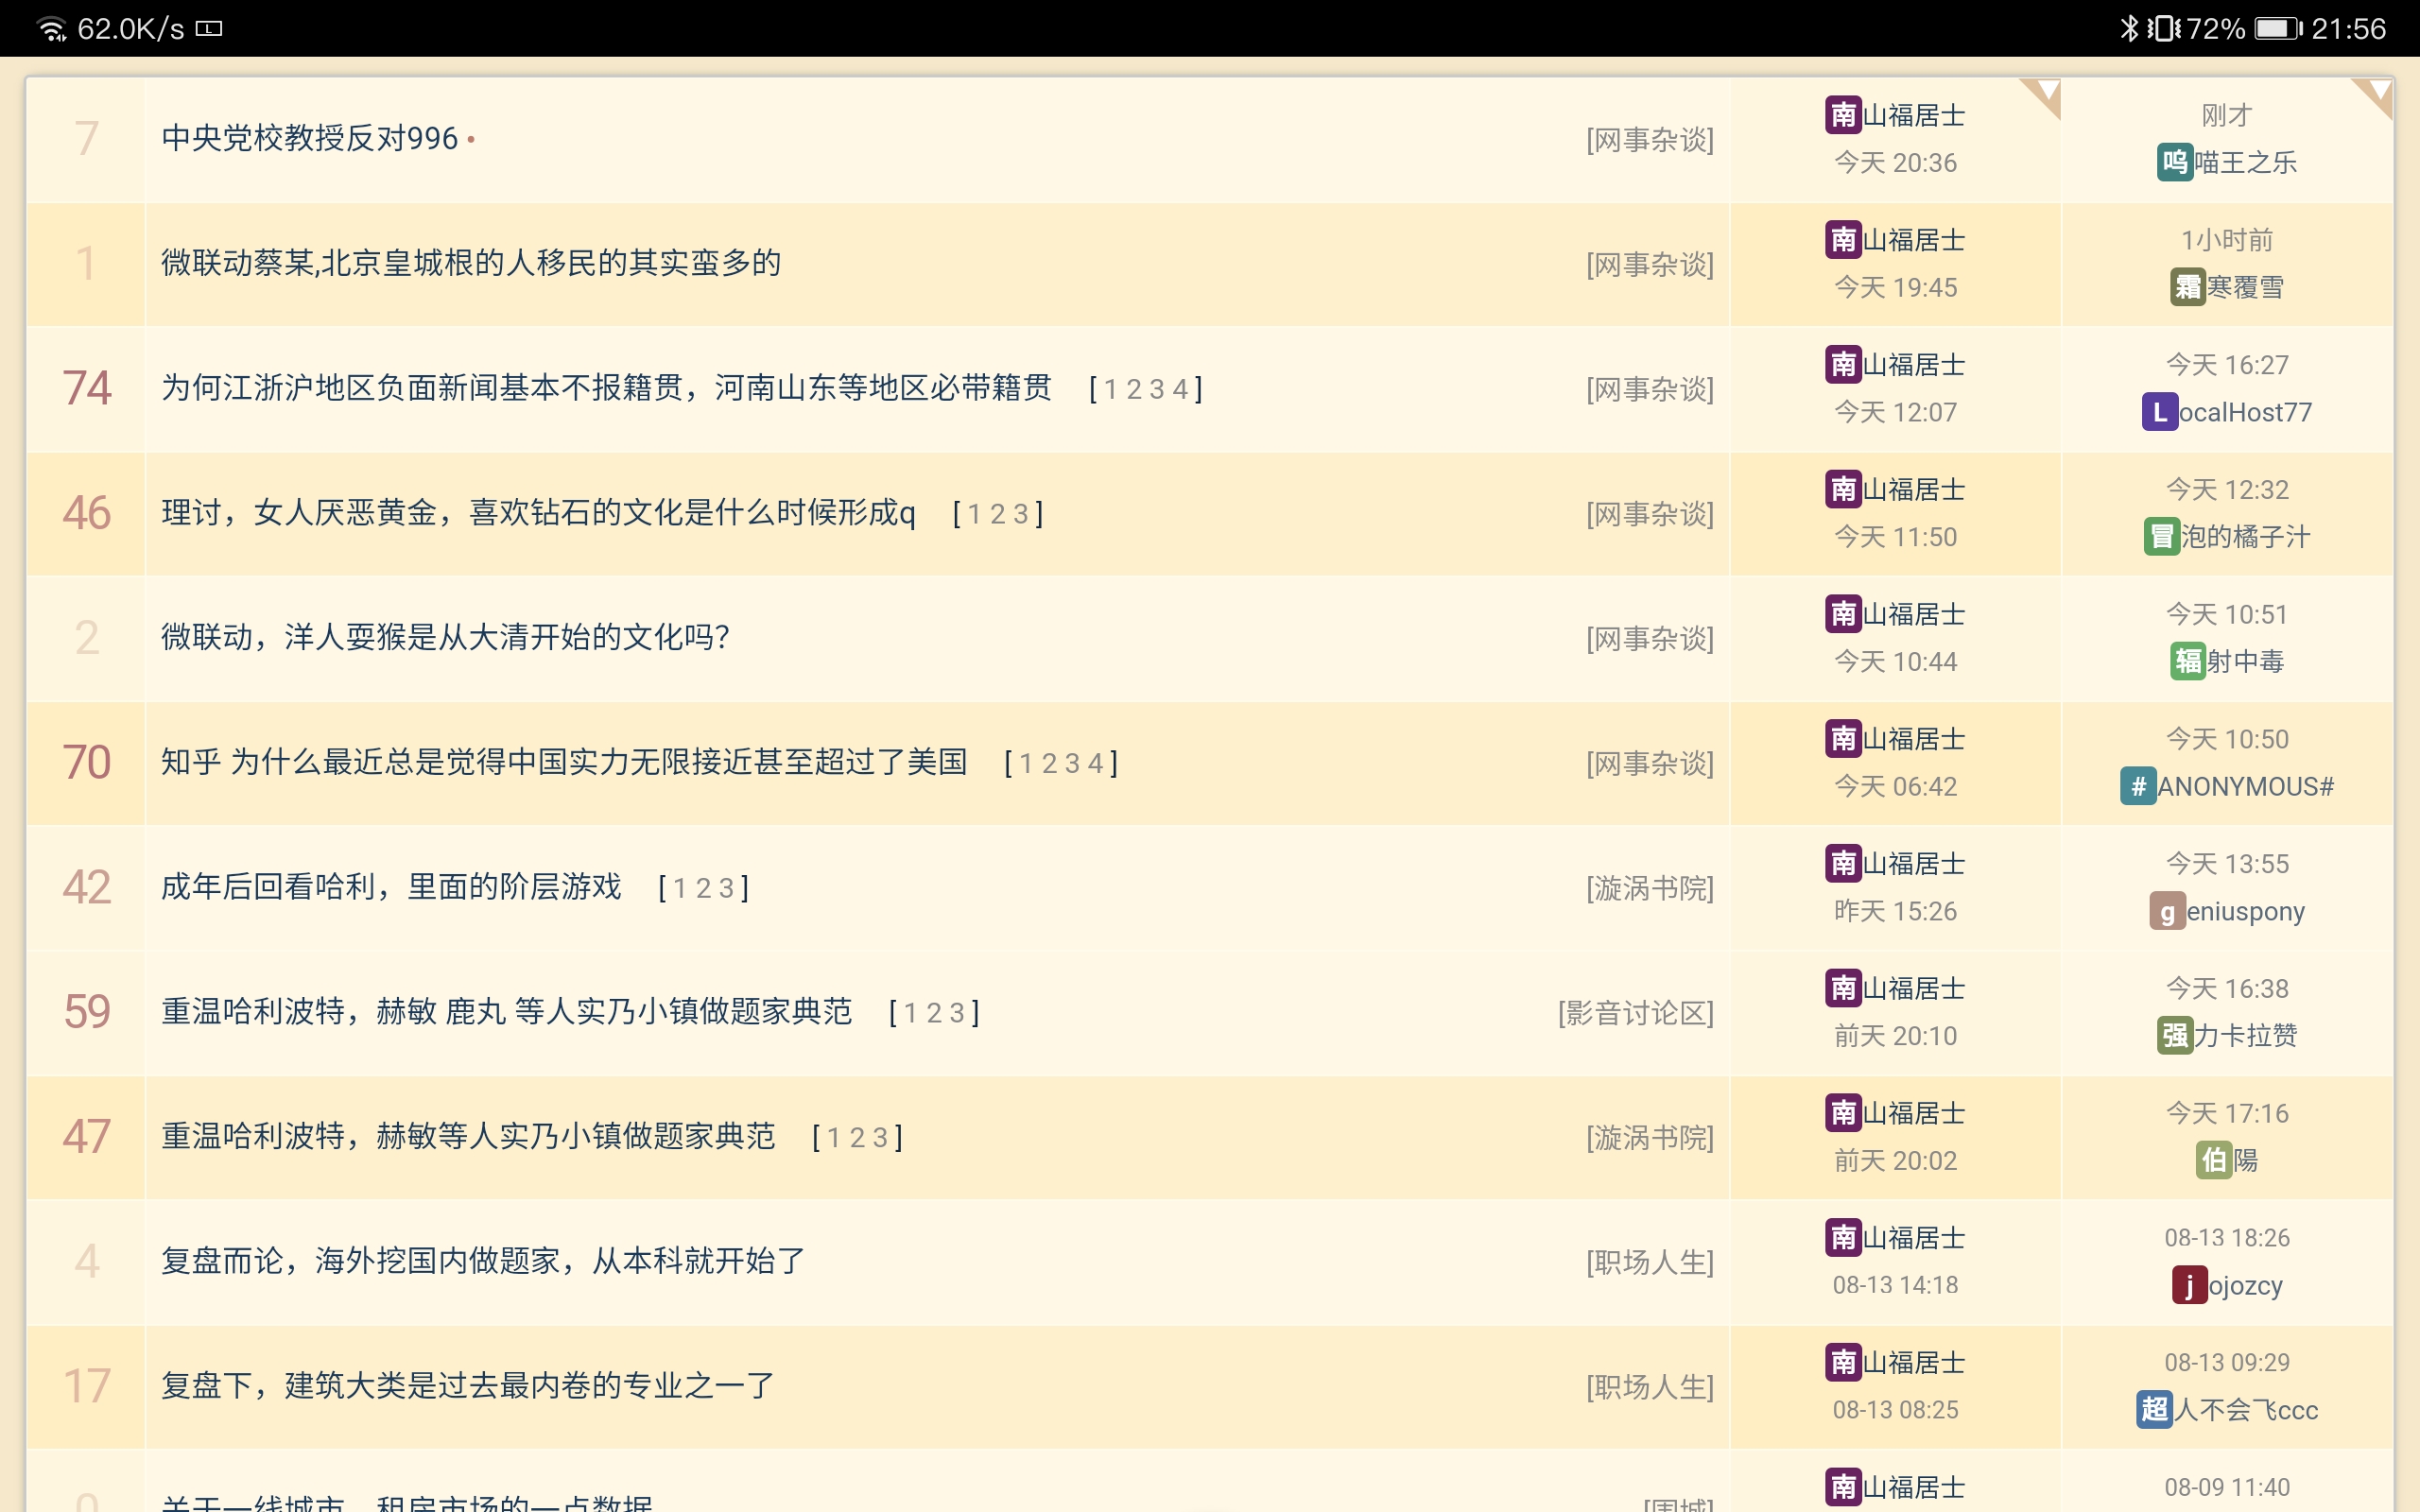 62.0K/s
72% 21:56
7 中央党校教授反对996 • [网事杂谈] 南山福居士 刚才
今天 20:36 呜喵王之乐
1 微联动蔡某,北京皇城根的人移民的其实蛮多的 [网事杂谈] 南山福居士 1小时前
今天 19:45 霜寒覆雪
74 为何江浙沪地区负面新闻基本不报籍贯，河南山东等地区必带籍贯 [ 1 2 3 4 ] [网事杂谈] 南山福居士 今天 16:27
今天 12:07 LocalHost77
46 理讨，女人厌恶黄金，喜欢钻石的文化是什么时候形成q [ 1 2 3 ] [网事杂谈] 南山福居士 今天 12:32
今天 11:50 冒泡的橘子汁
2 微联动，洋人耍猴是从大清开始的文化吗？ [网事杂谈] 南山福居士 今天 10:51
今天 10:44 辐射中毒
70 知乎 为什么最近总是觉得中国实力无限接近甚至超过了美国 [ 1 2 3 4 ] [网事杂谈] 南山福居士 今天 10:50
今天 06:42 #ANONYMOUS#
42 成年后回看哈利，里面的阶层游戏 [ 1 2 3 ] [漩涡书院] 南山福居士 今天 13:55
昨天 15:26 geniuspony
59 重温哈利波特，赫敏 鹿丸 等人实乃小镇做题家典范 [ 1 2 3 ] [影音讨论区] 南山福居士 今天 16:38
前天 20:10 强力卡拉赞
47 重温哈利波特，赫敏等人实乃小镇做题家典范 [ 1 2 3 ] [漩涡书院] 南山福居士 今天 17:16
前天 20:02 伯陽
4 复盘而论，海外挖国内做题家，从本科就开始了 [职场人生] 南山福居士 08-13 18:26
08-13 14:18 jojozcy
17 复盘下，建筑大类是过去最内卷的专业之一了 [职场人生] 南山福居士 08-13 09:29
08-13 08:25 超人不会飞ccc
0 关于一线城市，租房市场的一点数据 [围城] 南山福居士 08-09 11:40